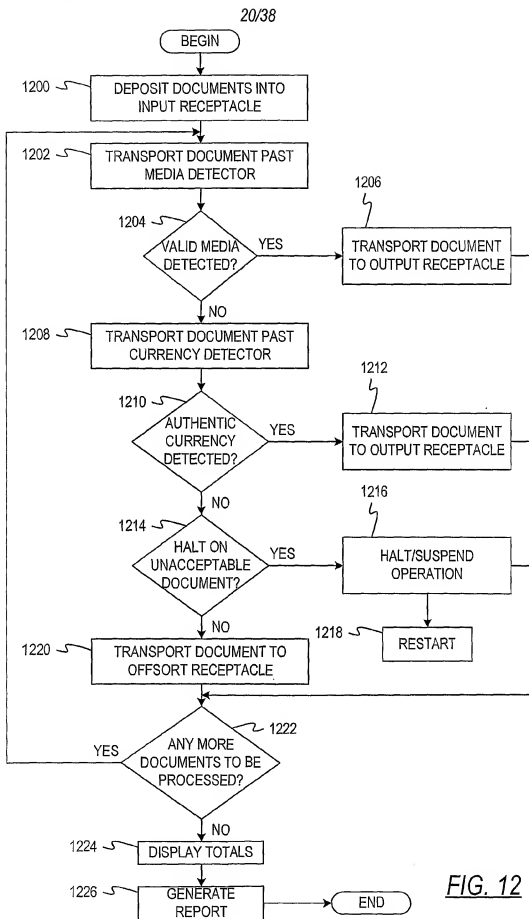 20/38
BEGIN
1200
DEPOSIT DOCUMENTS INTO
INPUT RECEPTACLE
1202
TRANSPORT DOCUMENT PAST
MEDIA DETECTOR
1204
VALID MEDIA
DETECTED?
YES
1206
TRANSPORT DOCUMENT
TO OUTPUT RECEPTACLE
NO
1208
TRANSPORT DOCUMENT PAST
CURRENCY DETECTOR
1210
AUTHENTIC
CURRENCY
DETECTED?
YES
1212
TRANSPORT DOCUMENT
TO OUTPUT RECEPTACLE
NO
1214
HALT ON
UNACCEPTABLE
DOCUMENT?
YES
1216
HALT/SUSPEND
OPERATION
1218
RESTART
NO
1220
TRANSPORT DOCUMENT TO
OFFSORT RECEPTACLE
1222
ANY MORE
DOCUMENTS TO BE
PROCESSED?
YES
NO
1224
DISPLAY TOTALS
1226
GENERATE
REPORT
END
FIG. 12